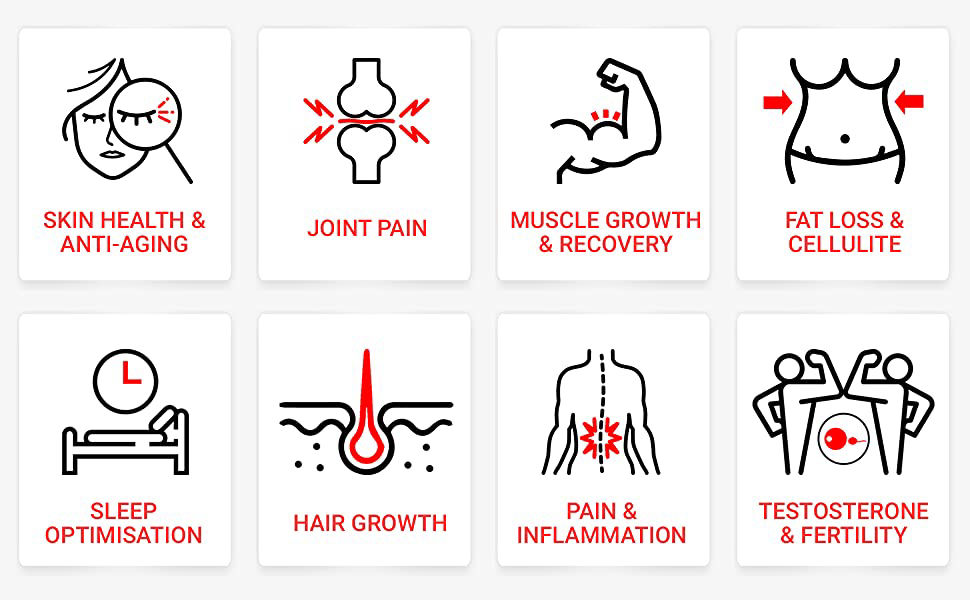 SKIN HEALTH &
ANTI-AGING
JOINT PAIN
MUSCLE GROWTH
& RECOVERY
FAT LOSS &
CELLULITE
SLEEP
OPTIMISATION
HAIR GROWTH
PAIN &
INFLAMMATION
TESTOSTERONE
& FERTILITY